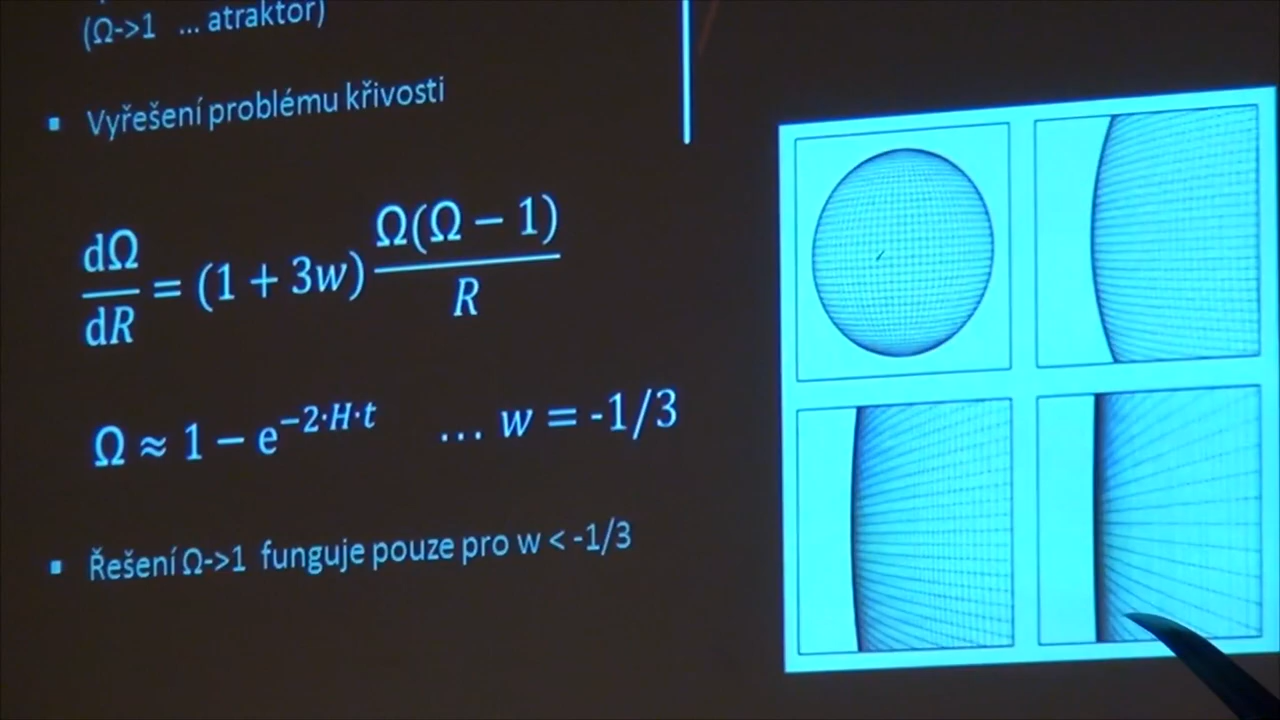 (Ω->1 ... atraktor)
▪ Vyřešení problému křivosti
dΩ/dR = (1 + 3w) Ω(Ω − 1)/R
Ω ≈ 1 − e^(−2·H·t) ... w = -1/3
▪ Řešení Ω->1 funguje pouze pro w < -1/3